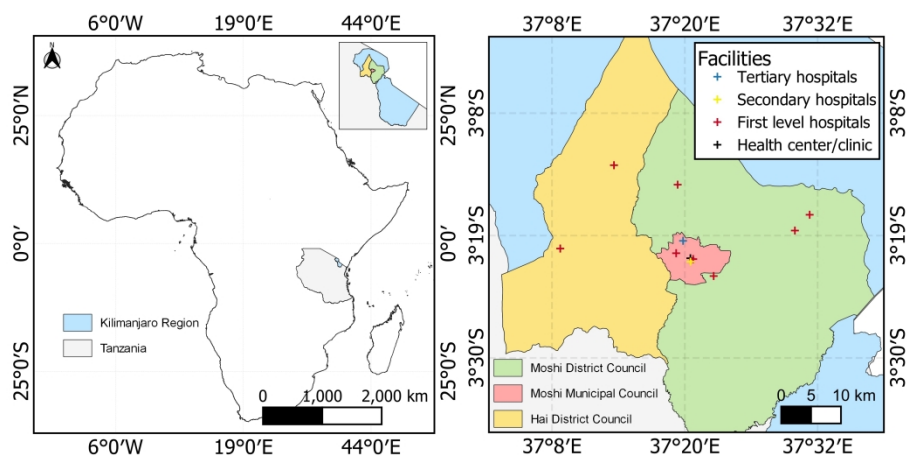 6°0'W 19°0'E 44°0'E
N
25°0'N
25°0'N
0°0'
0°0'
25°0'S
25°0'S
Kilimanjaro Region
Tanzania
0 1,000 2,000 km
6°0'W 19°0'E 44°0'E
37°8'E 37°20'E 37°32'E
Facilities
Tertiary hospitals
Secondary hospitals
First level hospitals
Health center/clinic
3°8'S
3°8'S
3°19'S
3°19'S
3°30'S
3°30'S
Moshi District Council
Moshi Municipal Council
Hai District Council
0 5 10 km
37°8'E 37°20'E 37°32'E